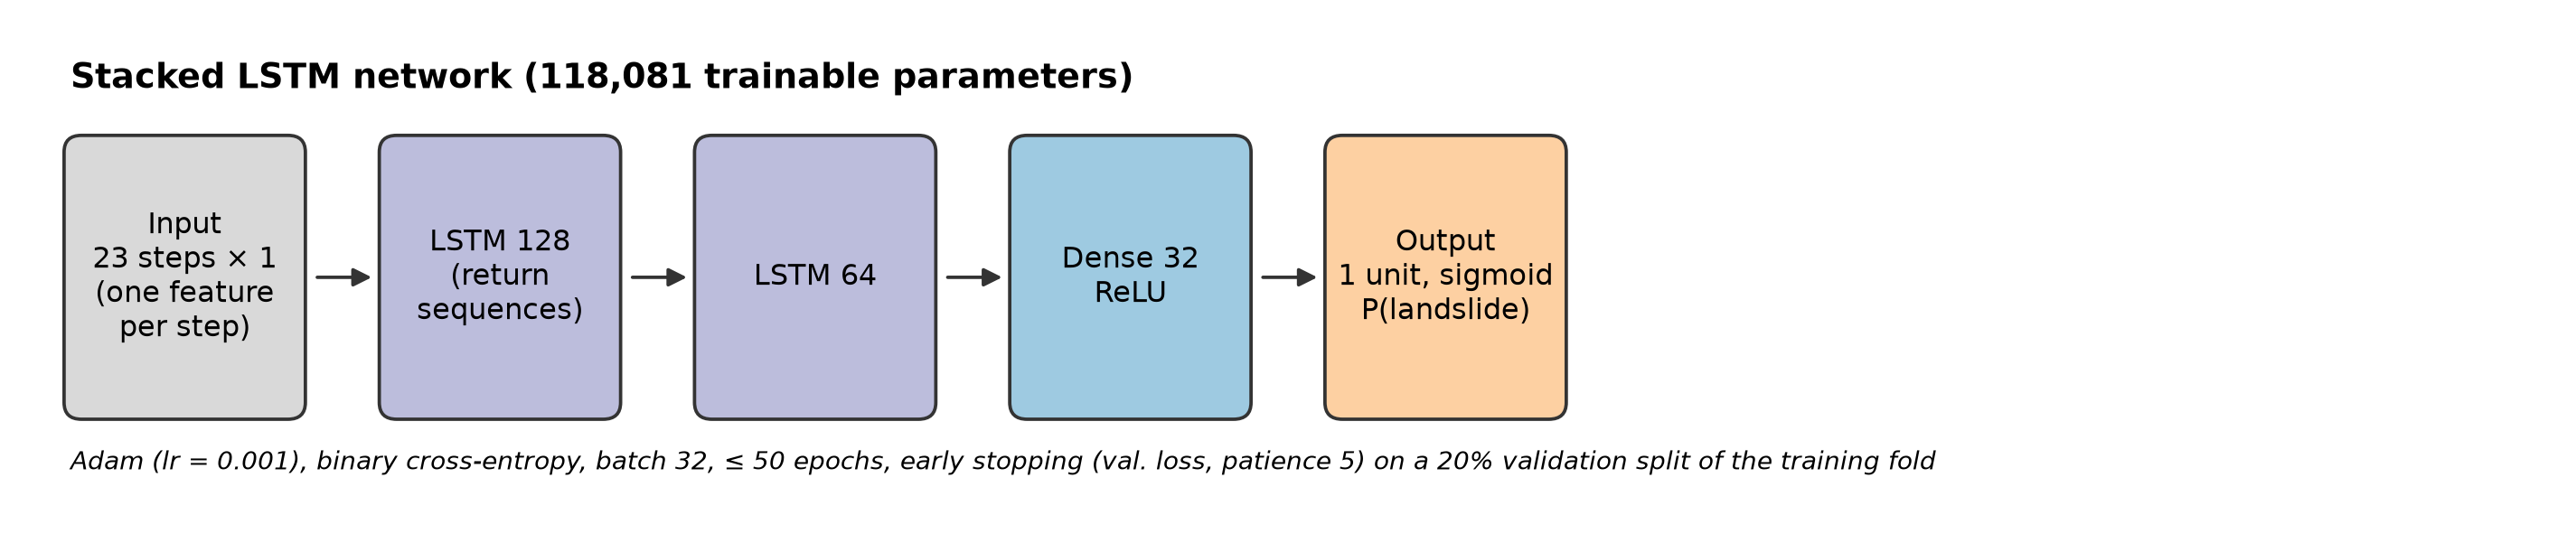 Stacked LSTM network (118,081 trainable parameters)
Input
23 steps × 1
(one feature
per step)
LSTM 128
(return
sequences)
LSTM 64
Dense 32
ReLU
Output
1 unit, sigmoid
P(landslide)
Adam (lr = 0.001), binary cross-entropy, batch 32, ≤ 50 epochs, early stopping (val. loss, patience 5) on a 20% validation split of the training fold